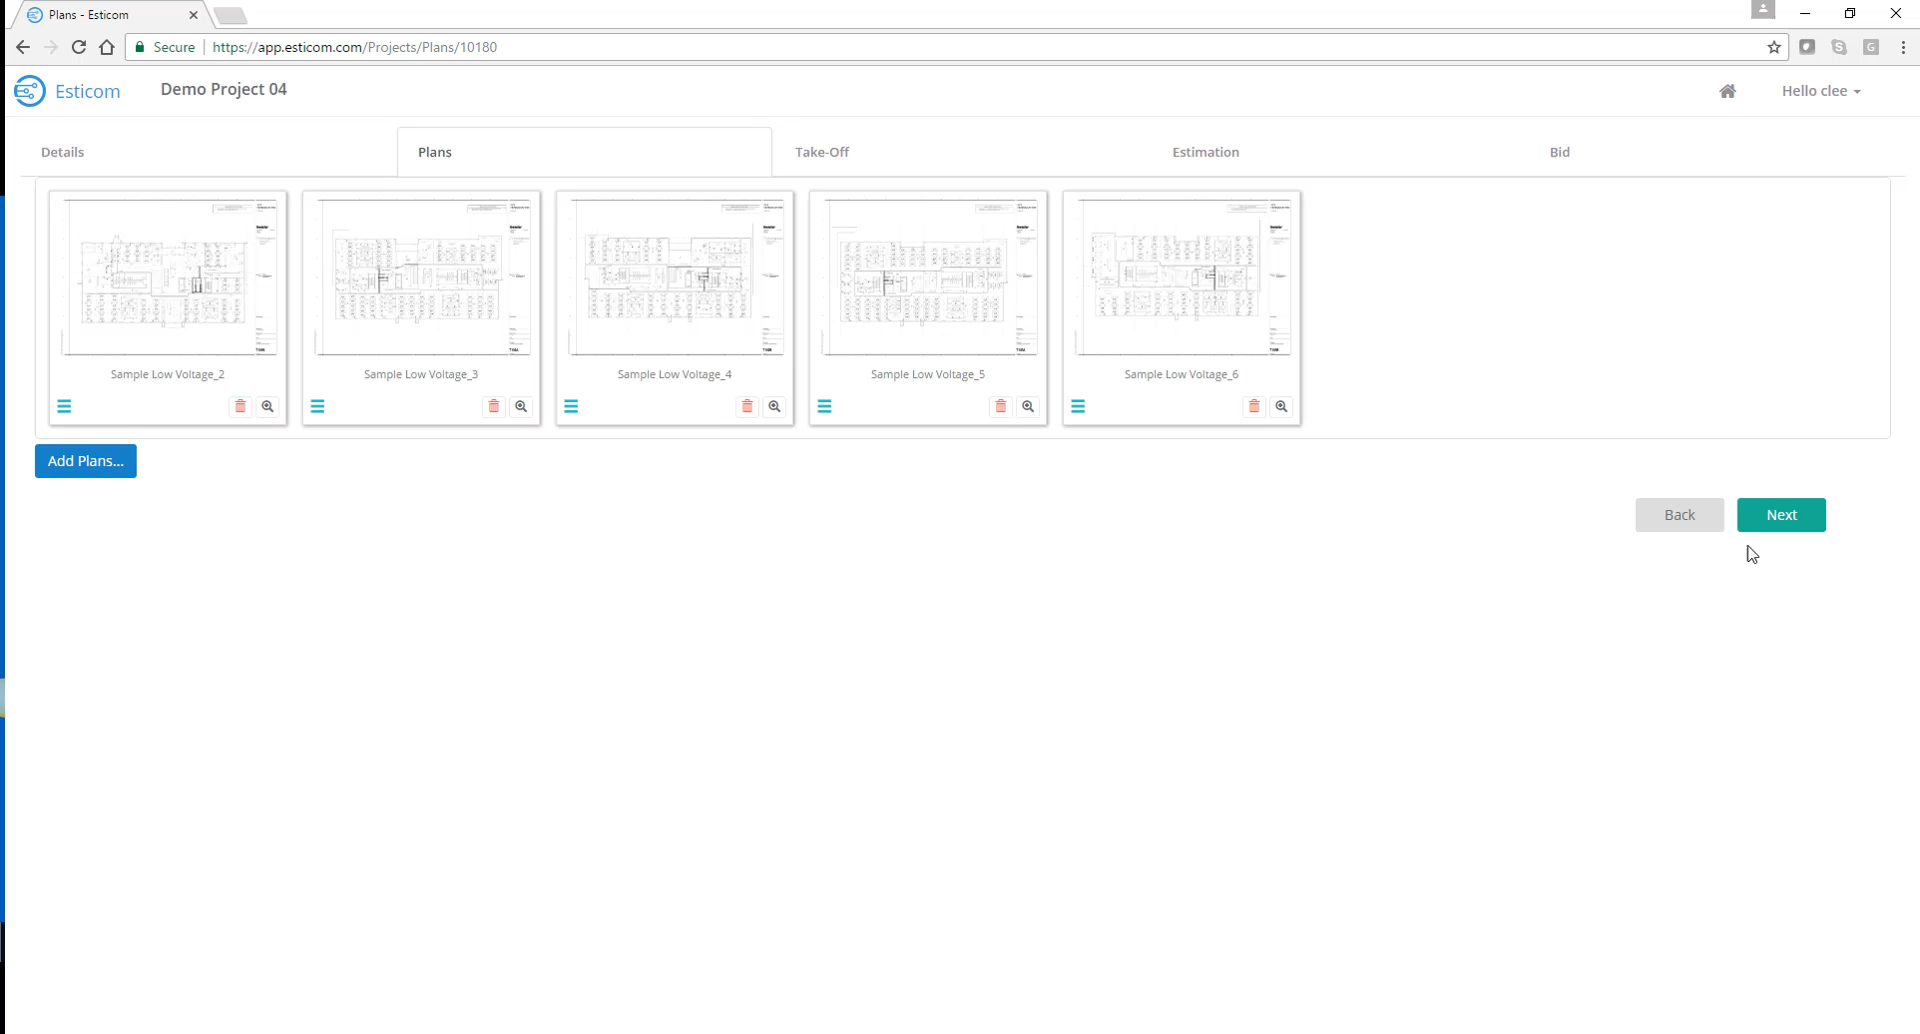 Plans - Esticom
Secure https://app.esticom.com/Projects/Plans/10180
Esticom
Demo Project 04
Hello clee
Details
Plans
Take-Off
Estimation
Bid
Sample Low Voltage_2
Sample Low Voltage_3
Sample Low Voltage_4
Sample Low Voltage_5
Sample Low Voltage_6
Add Plans...
Back
Next